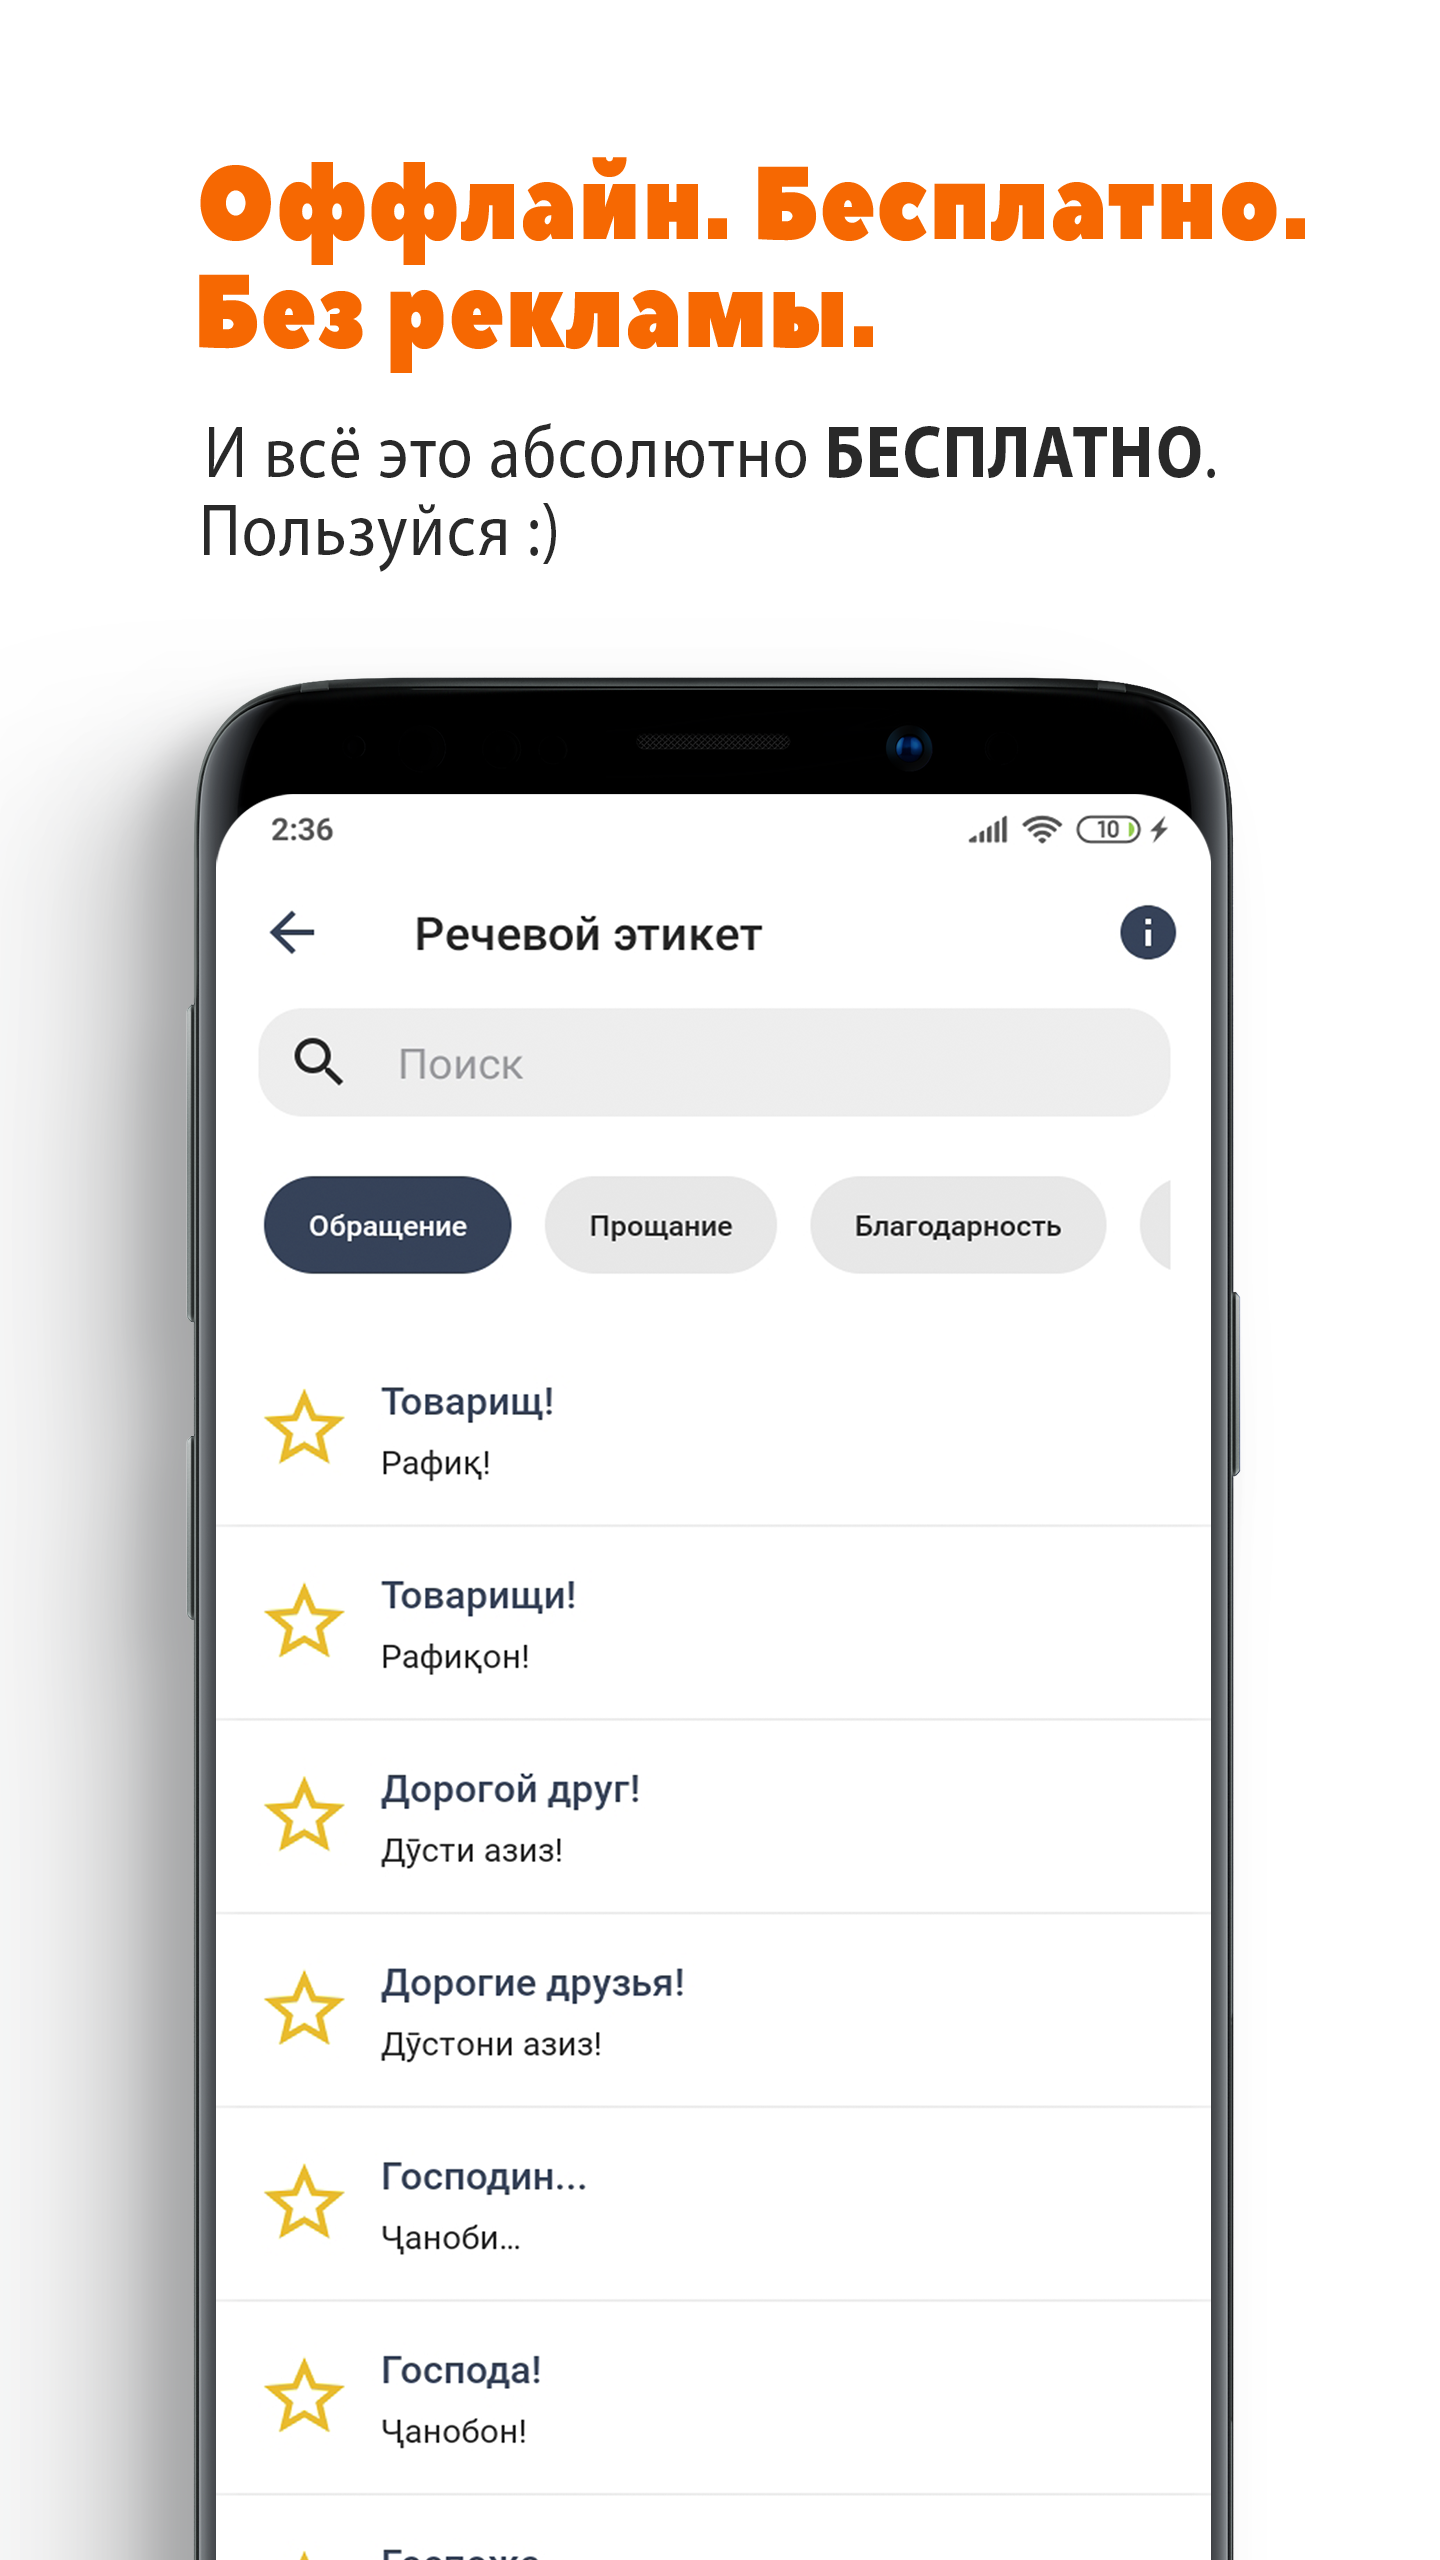 Оффлайн. Бесплатно.
Без рекламы.
И всё это абсолютно БЕСПЛАТНО.
Пользуйся :)
2:36
10
Речевой этикет
Поиск
Обращение
Прощание
Благодарность
Товарищ!
Рафиқ!
Товарищи!
Рафиқон!
Дорогой друг!
Дӯсти азиз!
Дорогие друзья!
Дӯстони азиз!
Господин...
Ҷаноби...
Господа!
Ҷанобон!